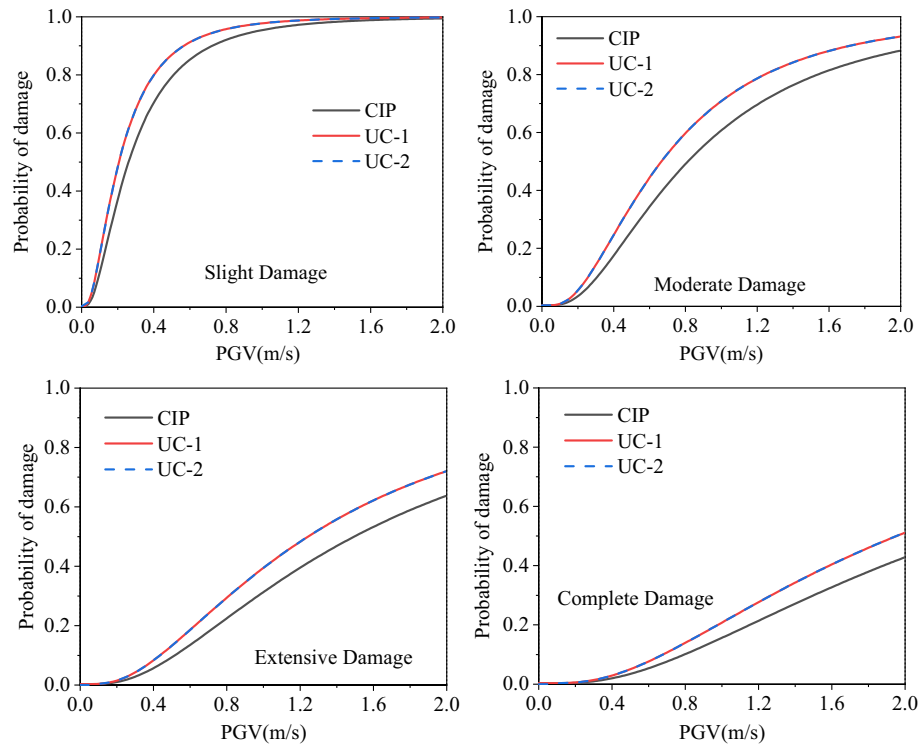 Probability of damage
1.0
0.8
0.6
0.4
0.2
0.0
CIP
UC-1
UC-2
Slight Damage
0.0 0.4 0.8 1.2 1.6 2.0
PGV(m/s)
Probability of damage
1.0
0.8
0.6
0.4
0.2
0.0
CIP
UC-1
UC-2
Moderate Damage
0.0 0.4 0.8 1.2 1.6 2.0
PGV(m/s)
Probability of damage
1.0
0.8
0.6
0.4
0.2
0.0
CIP
UC-1
UC-2
Extensive Damage
0.0 0.4 0.8 1.2 1.6 2.0
PGV(m/s)
Probability of damage
1.0
0.8
0.6
0.4
0.2
0.0
CIP
UC-1
UC-2
Complete Damage
0.0 0.4 0.8 1.2 1.6 2.0
PGV(m/s)